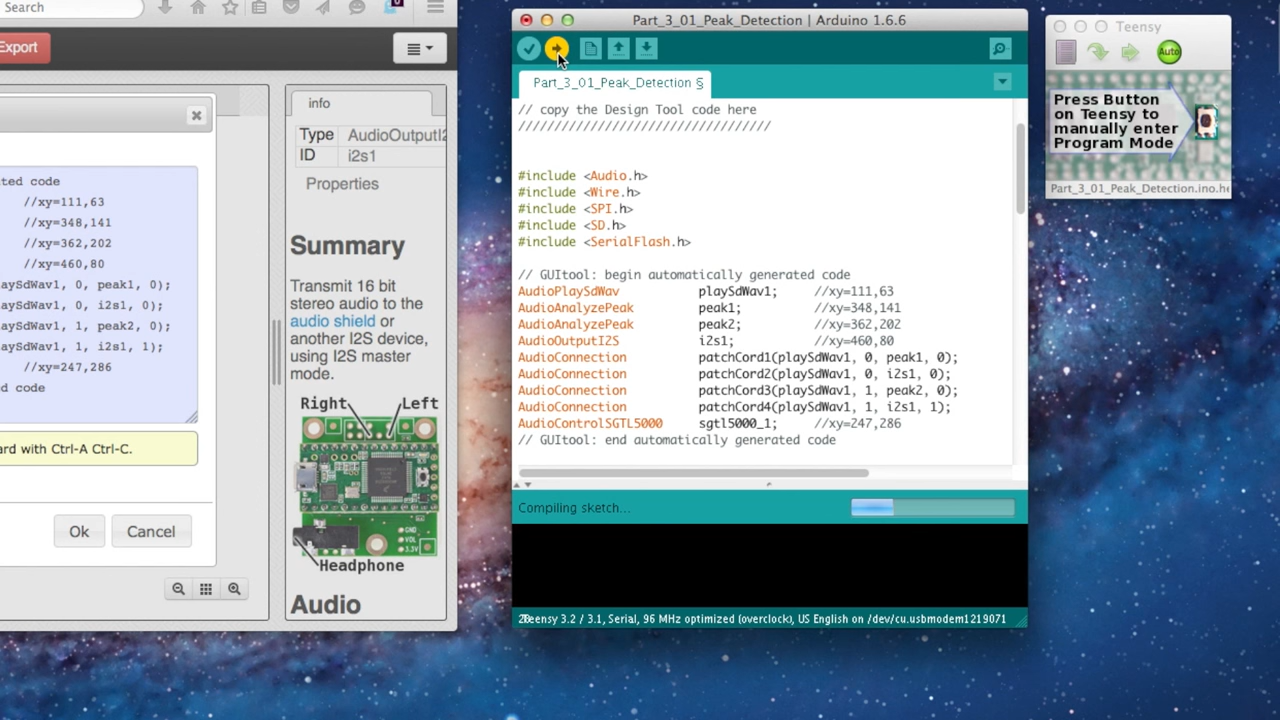 Search
Export
ated code
//xy=111,63
//xy=348,141
//xy=362,202
//xy=460,80
laySdWav1, 0, peak1, 0);
aySdWav1, 0, i2s1, 0);
aySdWav1, 1, peak2, 0);
aySdWav1, 1, i2s1, 1);
//xy=247,286
ed code
ard with Ctrl-A Ctrl-C.
Ok
Cancel
info
Type AudioOutputI2
ID i2s1
Properties
Summary
Transmit 16 bit
stereo audio to the
audio shield or
another I2S device,
using I2S master
mode.
Right
Left
GND
VOL
3.3V
Headphone
Audio
Part_3_01_Peak_Detection | Arduino 1.6.6
Part_3_01_Peak_Detection §
// copy the Design Tool code here
///////////////////////////////////
#include <Audio.h>
#include <Wire.h>
#include <SPI.h>
#include <SD.h>
#include <SerialFlash.h>
// GUItool: begin automatically generated code
AudioPlaySdWav playSdWav1; //xy=111,63
AudioAnalyzePeak peak1; //xy=348,141
AudioAnalyzePeak peak2; //xy=362,202
AudioOutputI2S i2s1; //xy=460,80
AudioConnection patchCord1(playSdWav1, 0, peak1, 0);
AudioConnection patchCord2(playSdWav1, 0, i2s1, 0);
AudioConnection patchCord3(playSdWav1, 1, peak2, 0);
AudioConnection patchCord4(playSdWav1, 1, i2s1, 1);
AudioControlSGTL5000 sgtl5000_1; //xy=247,286
// GUItool: end automatically generated code
Compiling sketch...
Teensy 3.2 / 3.1, Serial, 96 MHz optimized (overclock), US English on /dev/cu.usbmodem1219071
Teensy
Auto
Press Button
on Teensy to
manually enter
Program Mode
Part_3_01_Peak_Detection.ino.he